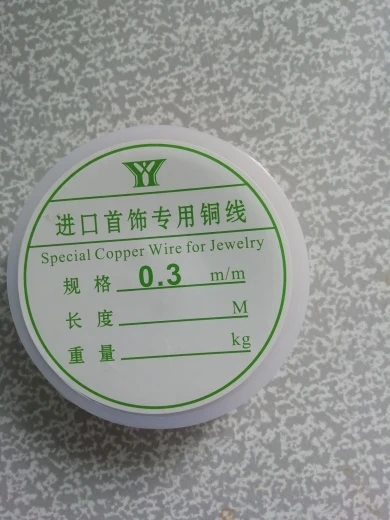 进口首饰专用铜线
Special Copper Wire for Jewelry
规格 0.3 m/m
长度 M
重量 kg